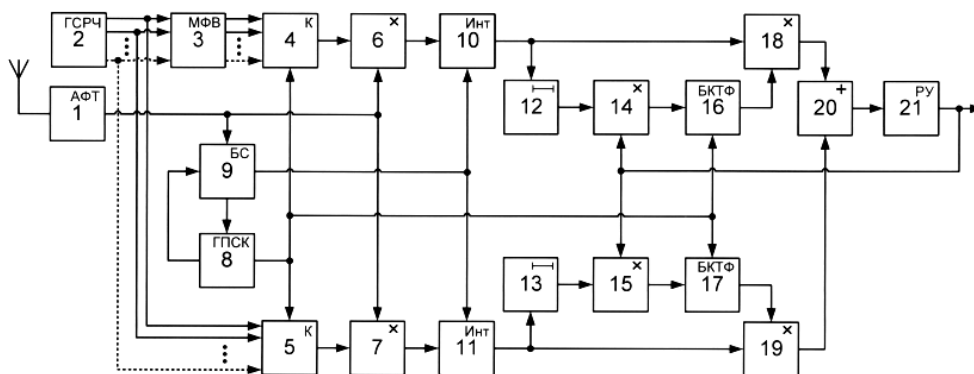 ГСРЧ
2
МФВ
3
К
4
×
6
Инт
10
×
18
АФТ
1
12
×
14
БКТФ
16
+
20
РУ
21
БС
9
ГПСК
8
13
×
15
БКТФ
17
К
5
×
7
Инт
11
×
19